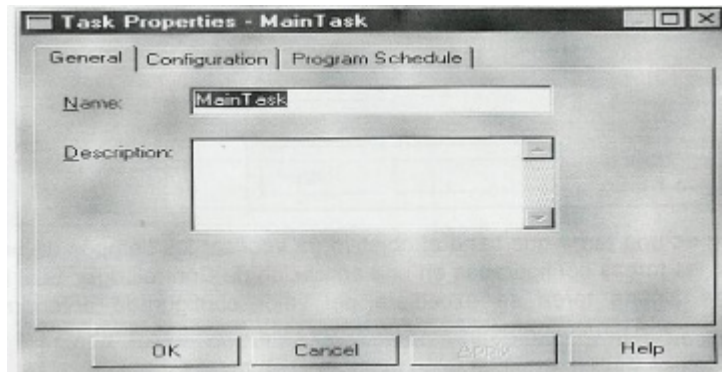 Task Properties - MainTask
General Configuration Program Schedule
Name: MainTask
Description:
OK Cancel Apply Help